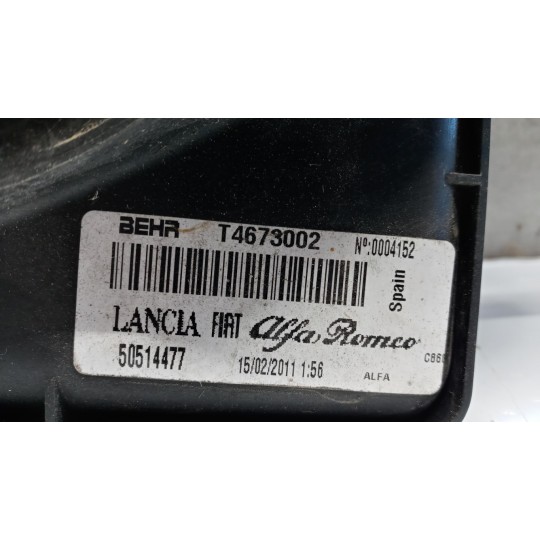 BEHR T4673002 Nº:0004152
Spain
LANCIA FIAT Alfa Romeo
50514477 15/02/2011 1:56 ALFA